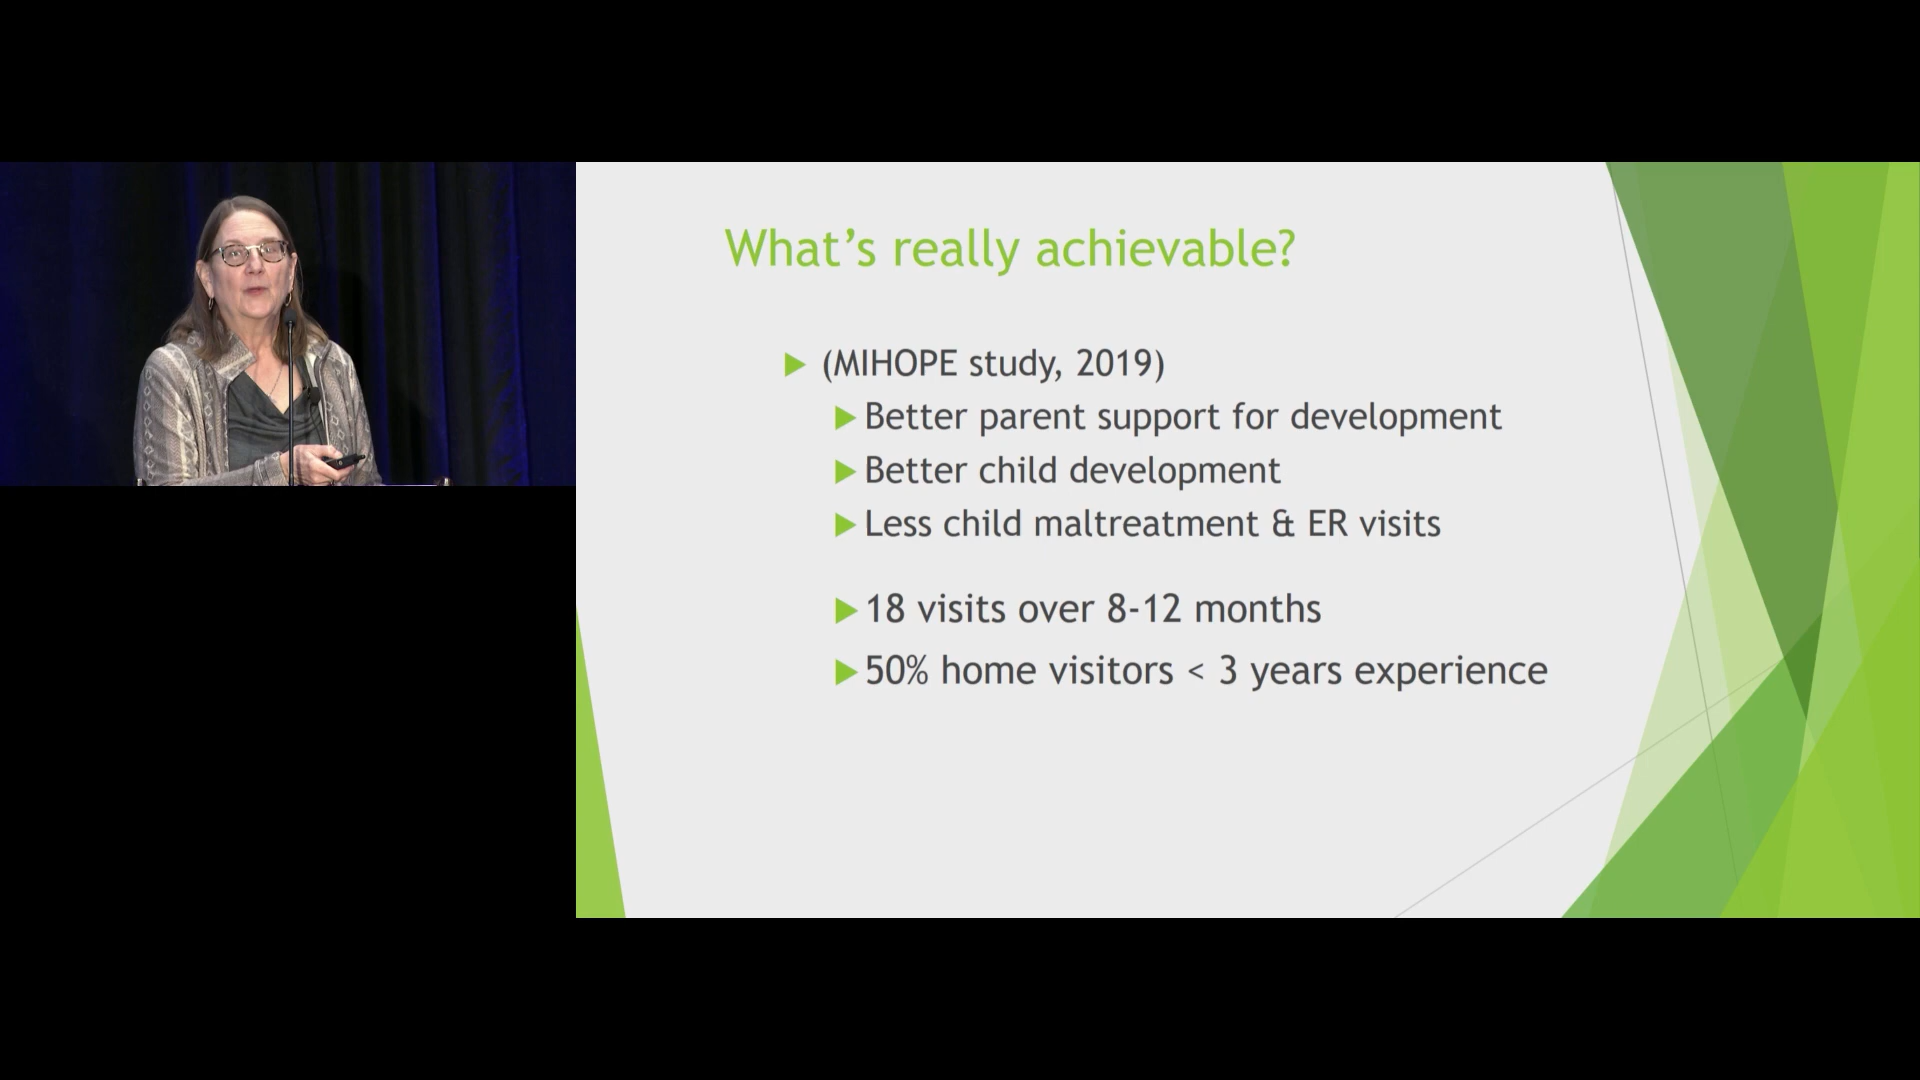 What’s really achievable?
(MIHOPE study, 2019)
Better parent support for development
Better child development
Less child maltreatment & ER visits
18 visits over 8-12 months
50% home visitors < 3 years experience